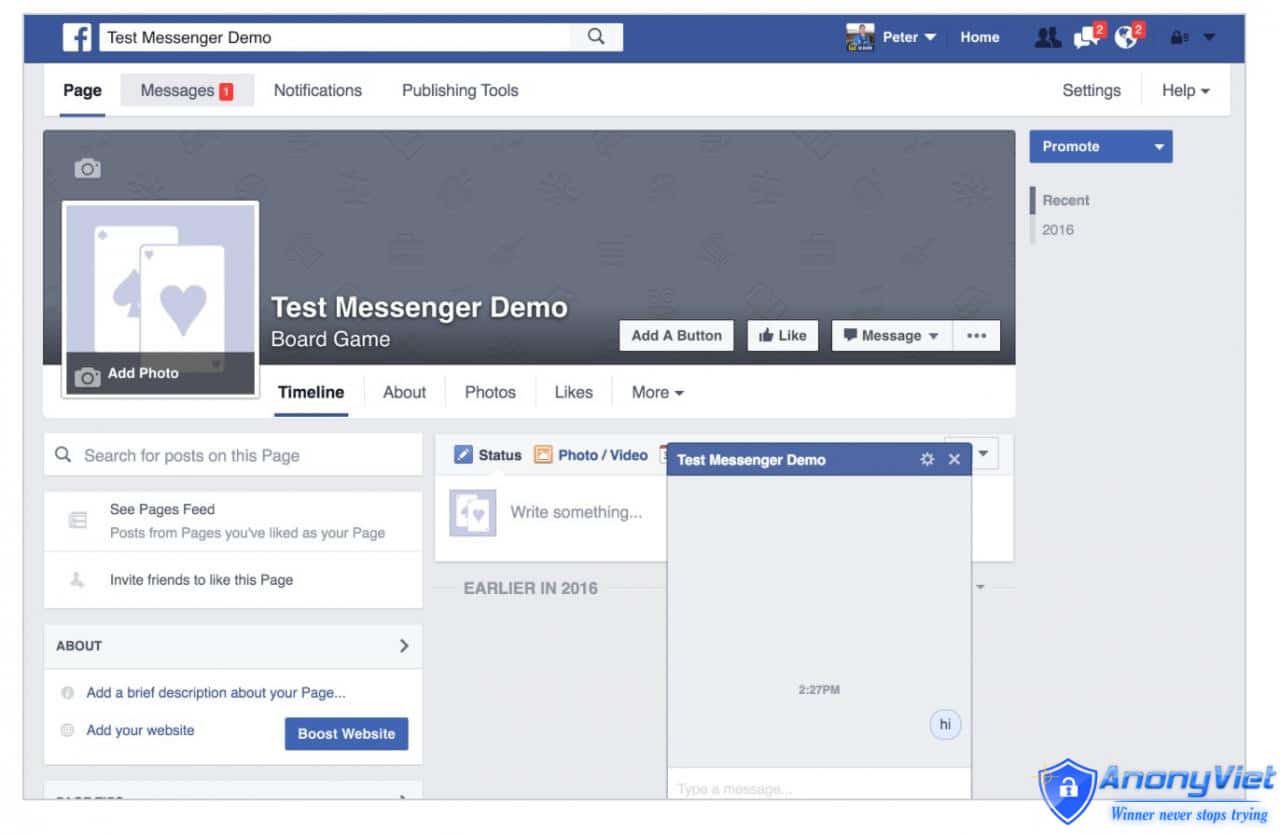 f Test Messenger Demo
Peter Home 2 2
Page Messages 1 Notifications Publishing Tools Settings Help
Promote
Recent
2016
Test Messenger Demo
Board Game
Add Photo
Add A Button Like Message
Timeline About Photos Likes More
Search for posts on this Page
See Pages Feed
Posts from Pages you've liked as your Page
Invite friends to like this Page
ABOUT
Add a brief description about your Page...
Add your website Boost Website
Status Photo / Video
Write something...
EARLIER IN 2016
Test Messenger Demo
2:27PM
hi
Type a message...
AnonyViet
Winner never stops trying